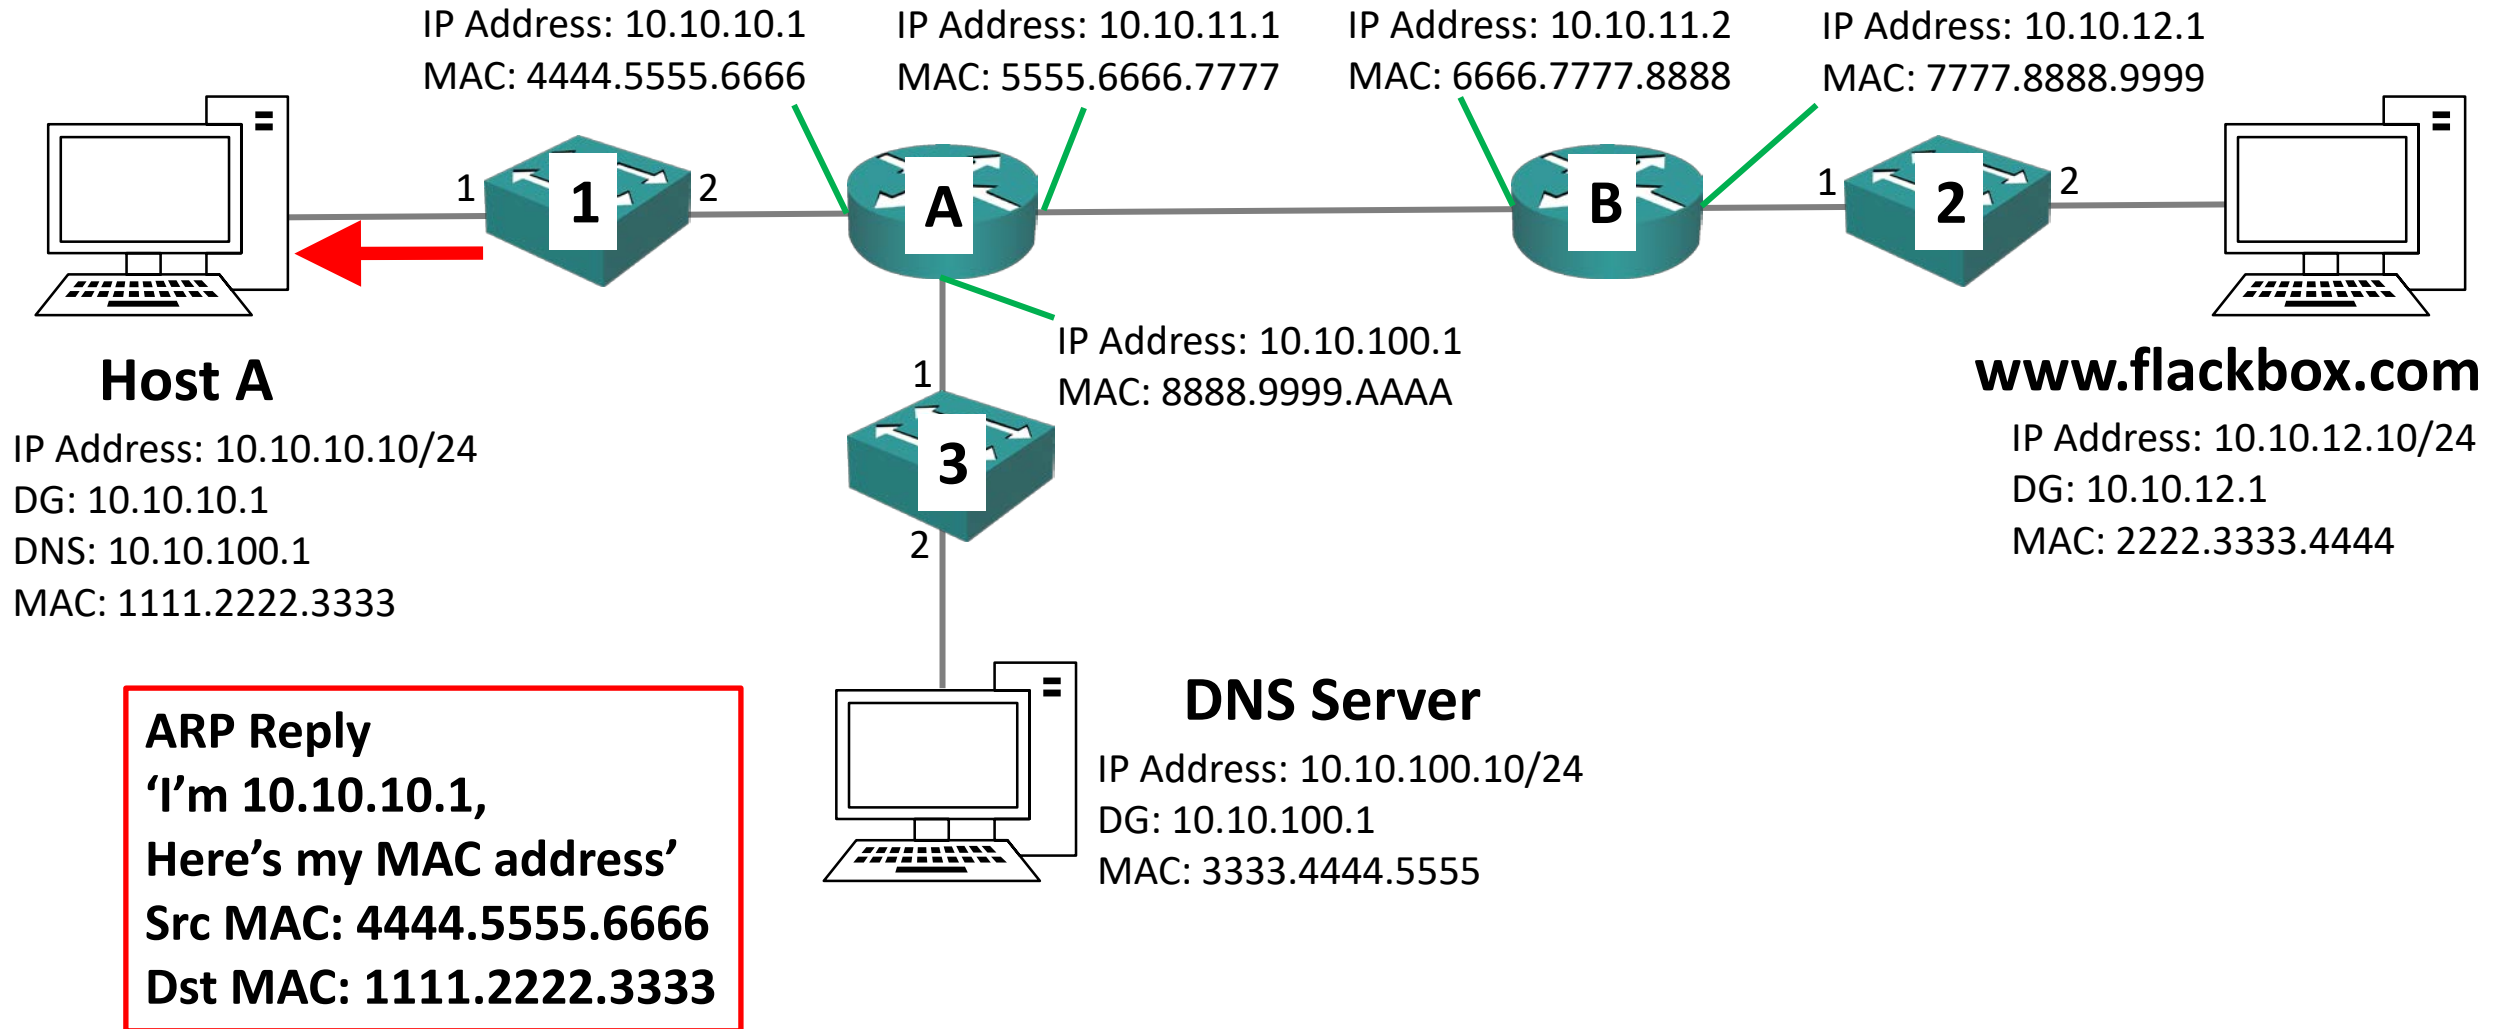 IP Address: 10.10.10.1
MAC: 4444.5555.6666
IP Address: 10.10.11.1
MAC: 5555.6666.7777
IP Address: 10.10.11.2
MAC: 6666.7777.8888
IP Address: 10.10.12.1
MAC: 7777.8888.9999
1
1
2
A
B
1
2
2
IP Address: 10.10.100.1
MAC: 8888.9999.AAAA
1
3
2
Host A
IP Address: 10.10.10.10/24
DG: 10.10.10.1
DNS: 10.10.100.1
MAC: 1111.2222.3333
www.flackbox.com
IP Address: 10.10.12.10/24
DG: 10.10.12.1
MAC: 2222.3333.4444
DNS Server
IP Address: 10.10.100.10/24
DG: 10.10.100.1
MAC: 3333.4444.5555
ARP Reply
‘I’m 10.10.10.1,
Here’s my MAC address’
Src MAC: 4444.5555.6666
Dst MAC: 1111.2222.3333